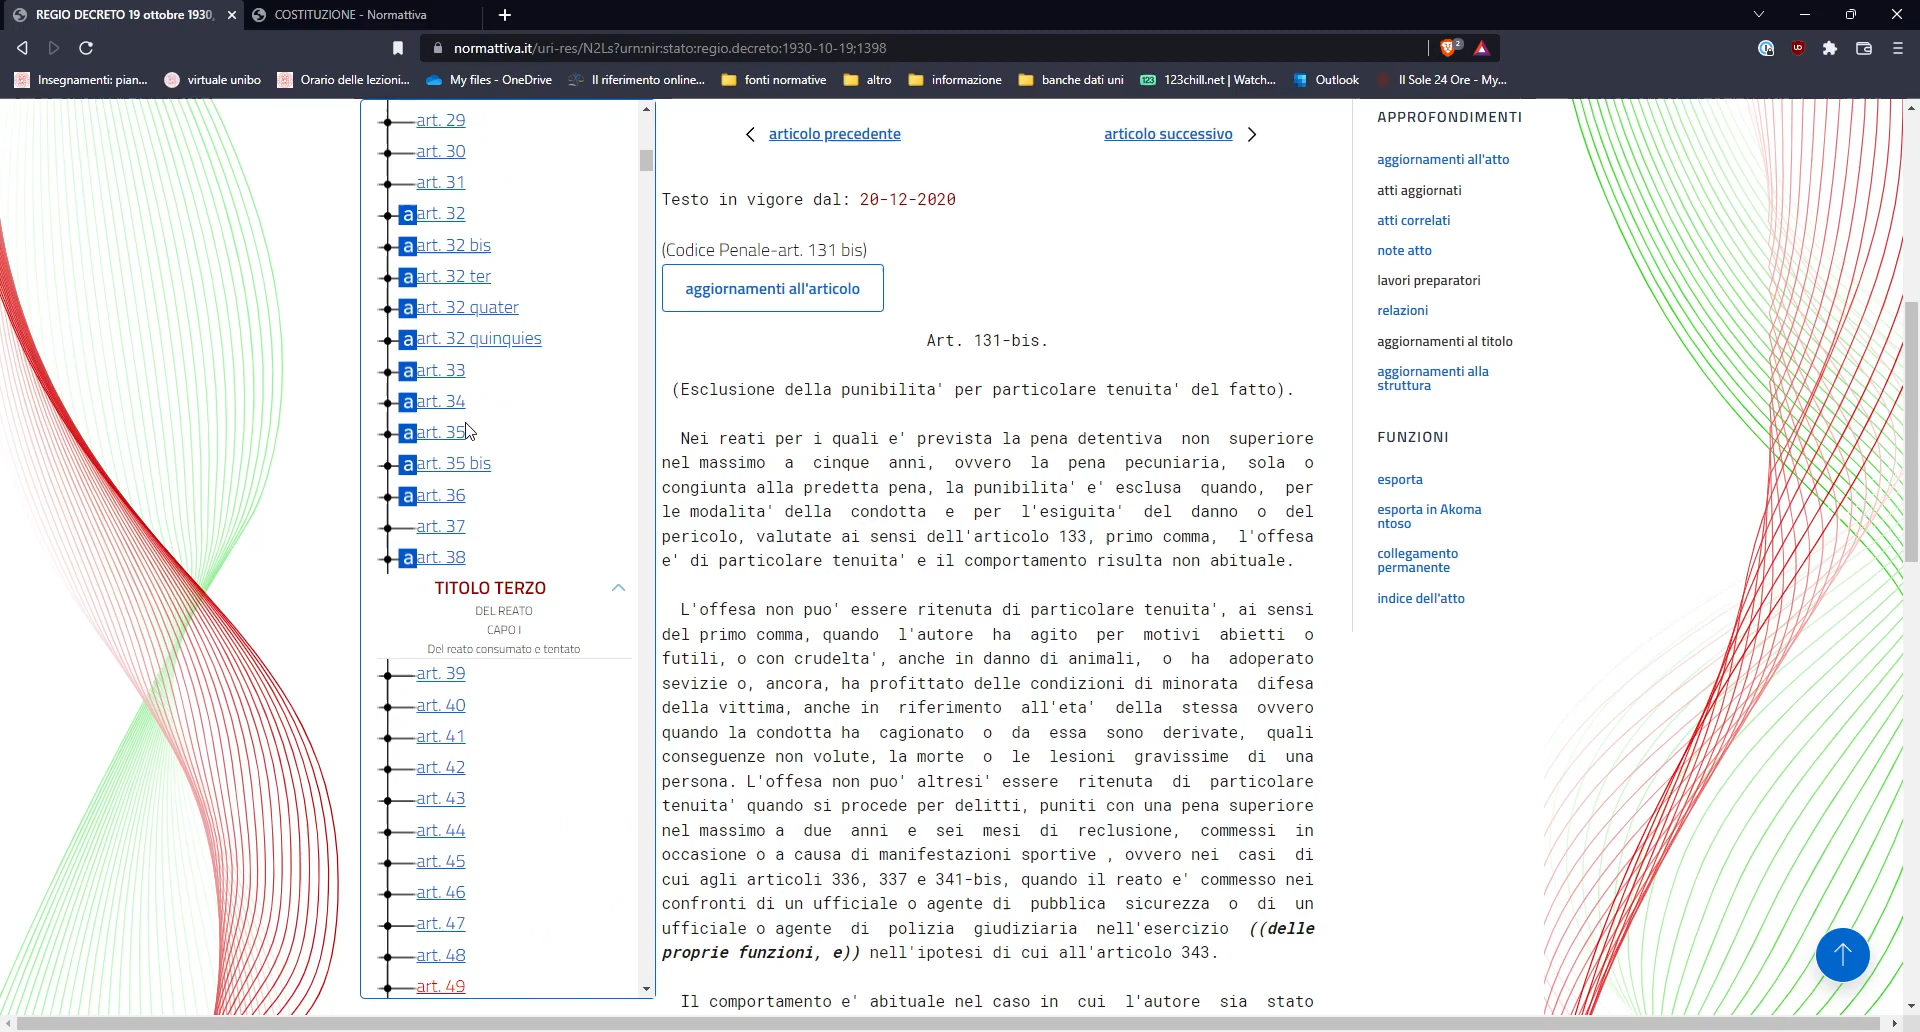 REGIO DECRETO 19 ottobre 1930,
COSTITUZIONE - Normattiva
normattiva.it/uri-res/N2Ls?urn:nir:stato:regio.decreto:1930-10-19;1398
2
UD
Insegnamenti: pian...
virtuale unibo
Orario delle lezioni...
My files - OneDrive
Il riferimento online...
fonti normative
altro
informazione
banche dati uni
123
123chill.net | Watch...
Outlook
Il Sole 24 Ore - My...
art. 29
art. 30
art. 31
a art. 32
a art. 32 bis
a art. 32 ter
a art. 32 quater
a art. 32 quinquies
a art. 33
a art. 34
a art. 35
a art. 35 bis
a art. 36
art. 37
a art. 38
TITOLO TERZO
DEL REATO
CAPO I
Del reato consumato e tentato
art. 39
art. 40
art. 41
art. 42
art. 43
art. 44
art. 45
art. 46
art. 47
art. 48
art. 49
articolo precedente
articolo successivo
Testo in vigore dal: 20-12-2020
(Codice Penale-art. 131 bis)
aggiornamenti all'articolo
Art. 131-bis.
(Esclusione della punibilita' per particolare tenuita' del fatto).
Nei reati per i quali e' prevista la pena detentiva non superiore
nel massimo a cinque anni, ovvero la pena pecuniaria, sola o
congiunta alla predetta pena, la punibilita' e' esclusa quando, per
le modalita' della condotta e per l'esiguita' del danno o del
pericolo, valutate ai sensi dell'articolo 133, primo comma, l'offesa
e' di particolare tenuita' e il comportamento risulta non abituale.
L'offesa non puo' essere ritenuta di particolare tenuita', ai sensi
del primo comma, quando l'autore ha agito per motivi abietti o
futili, o con crudelta', anche in danno di animali, o ha adoperato
sevizie o, ancora, ha profittato delle condizioni di minorata difesa
della vittima, anche in riferimento all'eta' della stessa ovvero
quando la condotta ha cagionato o da essa sono derivate, quali
conseguenze non volute, la morte o le lesioni gravissime di una
persona. L'offesa non puo' altresi' essere ritenuta di particolare
tenuita' quando si procede per delitti, puniti con una pena superiore
nel massimo a due anni e sei mesi di reclusione, commessi in
occasione o a causa di manifestazioni sportive , ovvero nei casi di
cui agli articoli 336, 337 e 341-bis, quando il reato e' commesso nei
confronti di un ufficiale o agente di pubblica sicurezza o di un
ufficiale o agente di polizia giudiziaria nell'esercizio ((delle
proprie funzioni, e)) nell'ipotesi di cui all'articolo 343.
Il comportamento e' abituale nel caso in cui l'autore sia stato
APPROFONDIMENTI
aggiornamenti all'atto
atti aggiornati
atti correlati
note atto
lavori preparatori
relazioni
aggiornamenti al titolo
aggiornamenti alla
struttura
FUNZIONI
esporta
esporta in Akoma
ntoso
collegamento
permanente
indice dell'atto